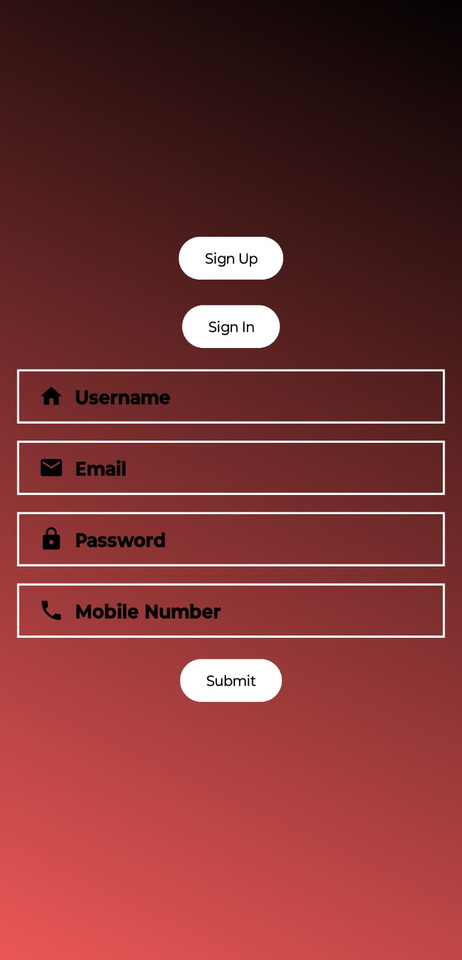 Sign Up
Sign In
Username
Email
Password
Mobile Number
Submit